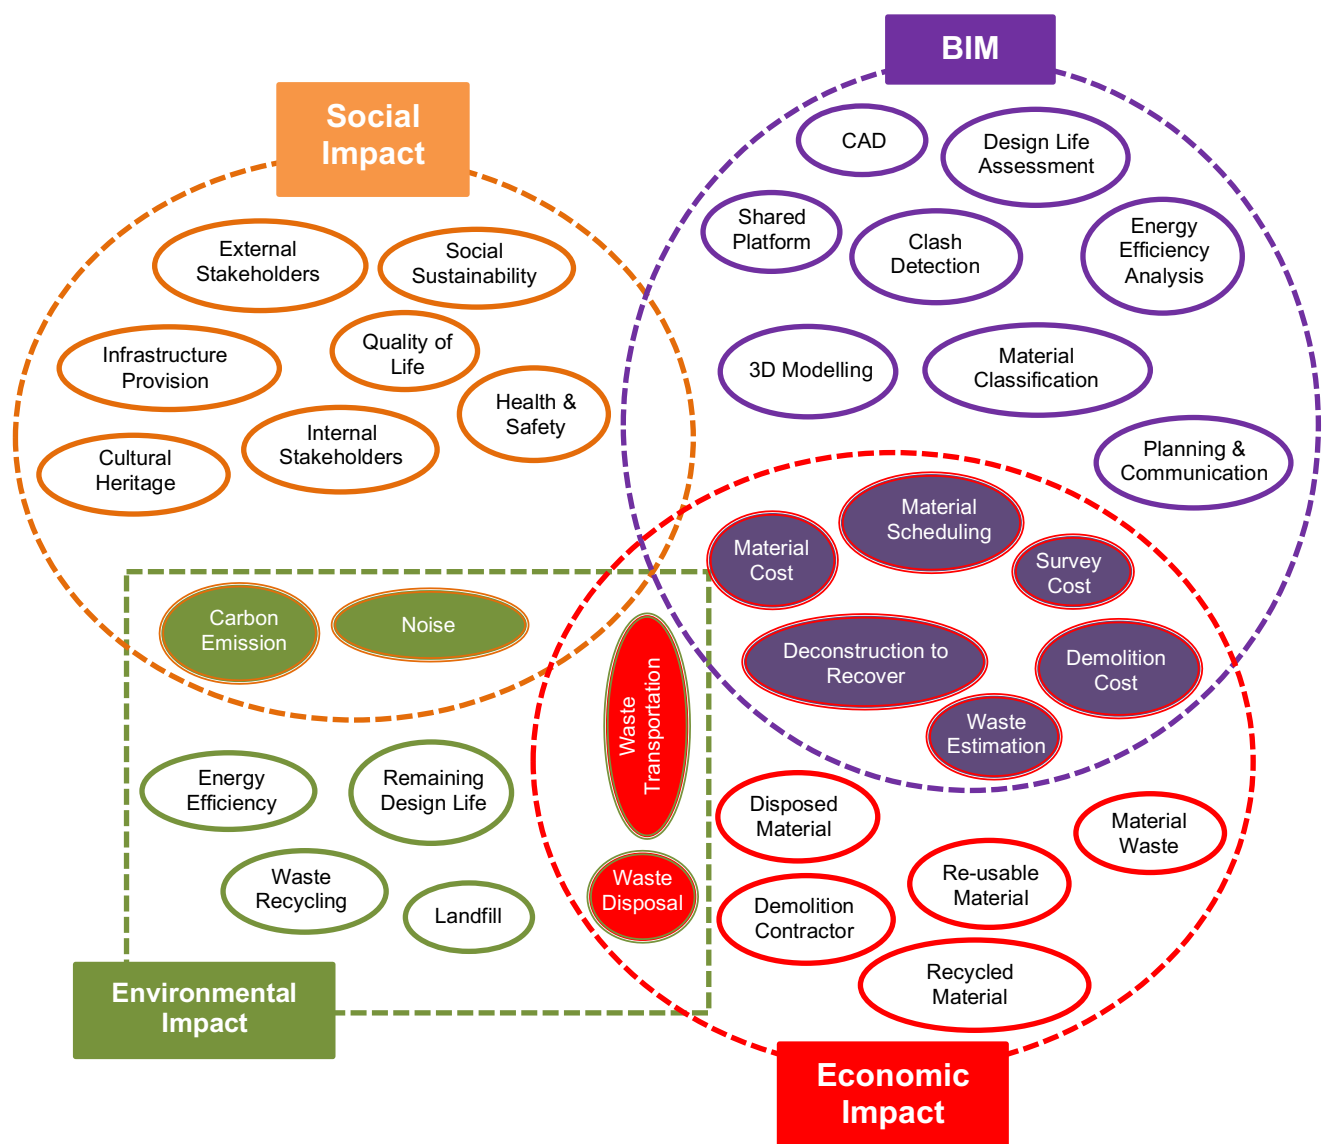 BIM
Social
Impact
CAD
Design Life
Assessment
Shared
Platform
Clash
Detection
Energy
Efficiency
Analysis
External
Stakeholders
Social
Sustainability
Infrastructure
Provision
Quality of
Life
3D Modelling
Material
Classification
Health &
Safety
Internal
Stakeholders
Cultural
Heritage
Planning &
Communication
Material
Scheduling
Material
Cost
Survey
Cost
Carbon
Emission
Noise
Waste
Transportation
Deconstruction to
Recover
Demolition
Cost
Waste
Estimation
Energy
Efficiency
Remaining
Design Life
Disposed
Material
Material
Waste
Waste
Recycling
Landfill
Waste
Disposal
Demolition
Contractor
Re-usable
Material
Recycled
Material
Environmental
Impact
Economic
Impact